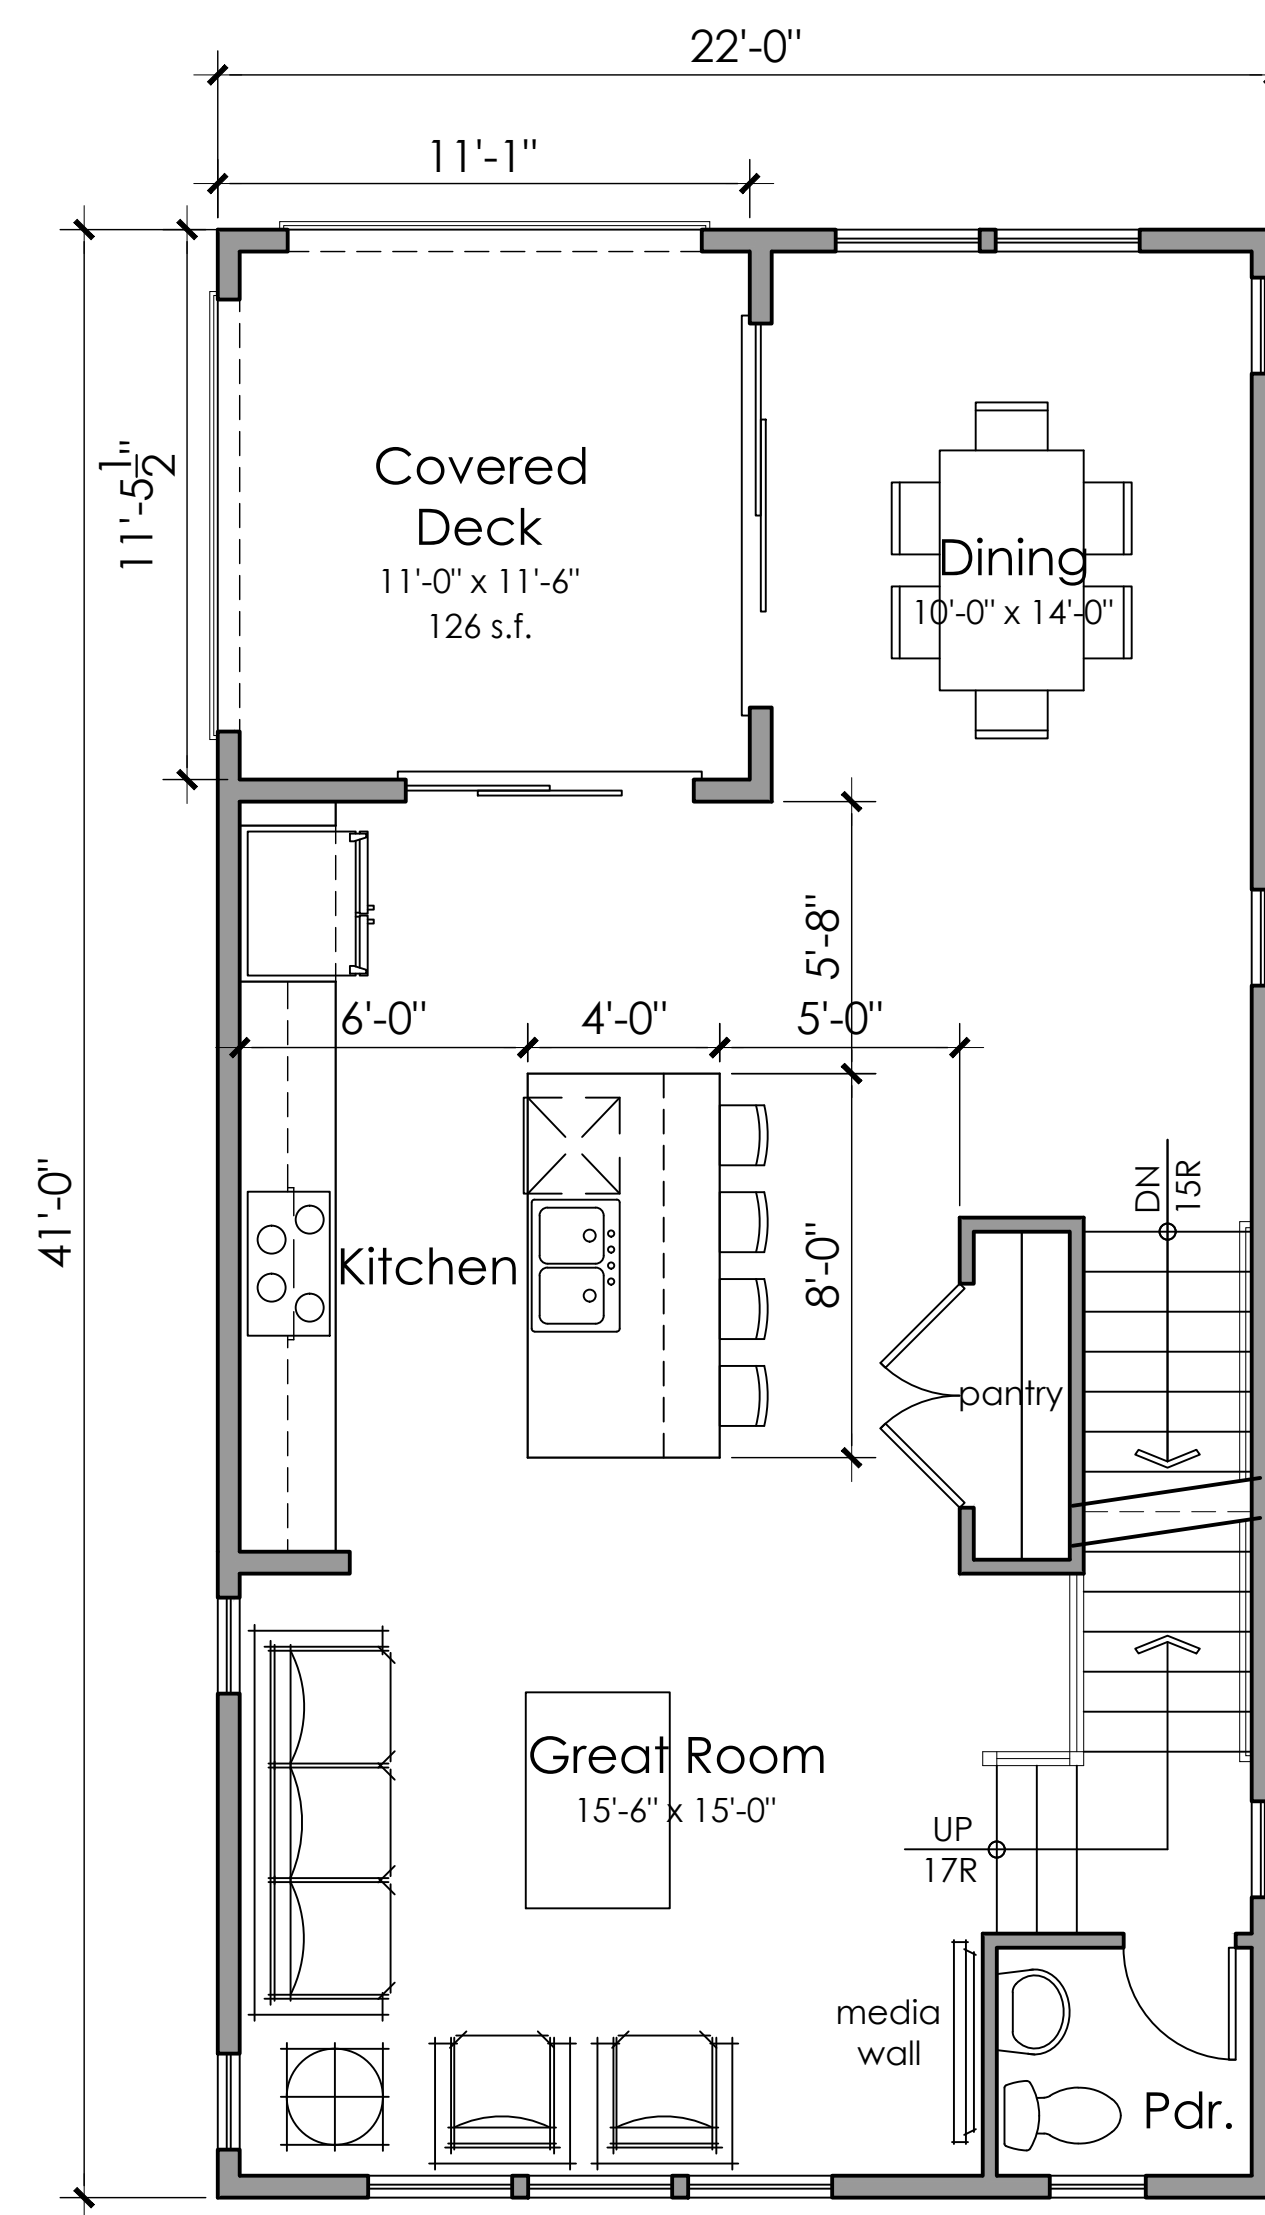 22'-0"
11'-1"
11'-5 1/2"
Covered
Deck
11'-0" x 11'-6"
126 s.f.
Dining
10'-0" x 14'-0"
5'-8"
6'-0"
4'-0"
5'-0"
41'-0"
DN
15R
Kitchen
8'-0"
pantry
Great Room
15'-6" x 15'-0"
UP
17R
media
wall
Pdr.